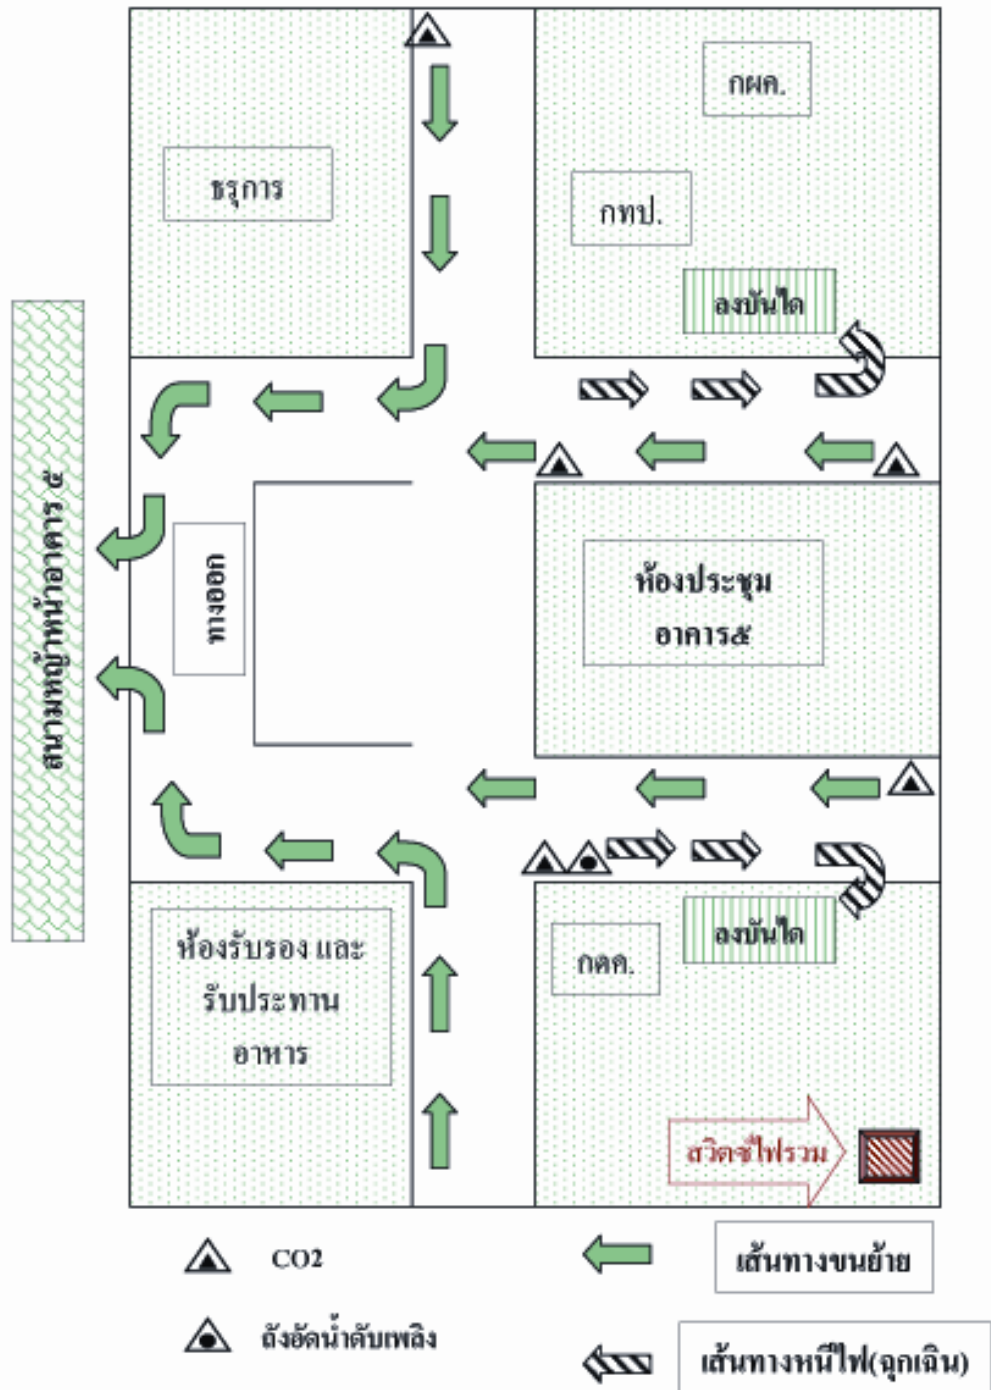 กผค.
ธรุการ
กทป.
ลงบันได
สนามหญ้าหน้าอาคาร ๕
ทางออก
ห้องประชุม
อาคาร๕
ห้องรับรอง และ
รับประทาน
อาหาร
กดค.
ลงบันได
สวิตซ์ไฟรวม
CO2
เส้นทางขนย้าย
ถังอัดน้ำดับเพลิง
เส้นทางหนีไฟ(ฉุกเฉิน)